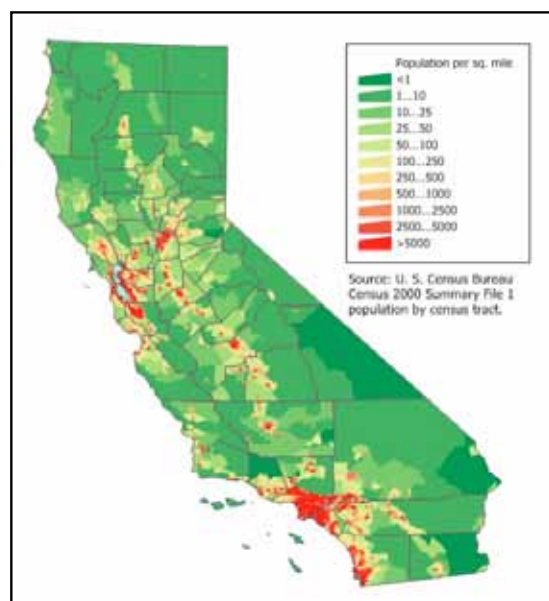 Population per sq. mile
<1
1...10
10...25
25...50
50...100
100...250
250...500
500...1000
1000...2500
2500...5000
>5000
Source: U. S. Census Bureau
Census 2000 Summary File 1
population by census tract.